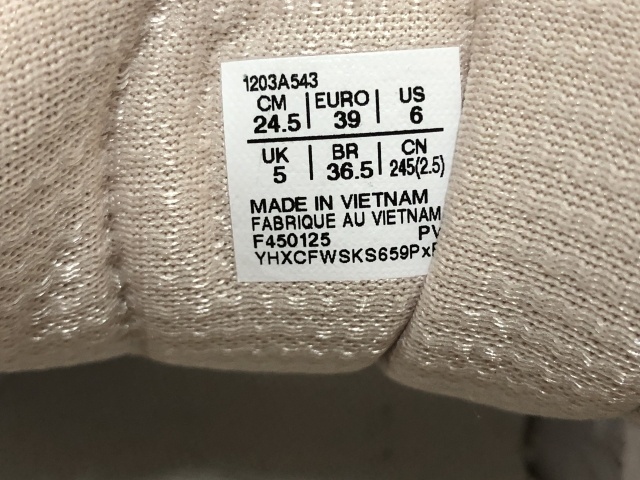 1203A543
CM EURO US
24.5 39 6
UK BR CN
5 36.5 245(2.5)
MADE IN VIETNAM
FABRIQUE AU VIETNAM
F450125 PV
YHXCFWSKS659Px